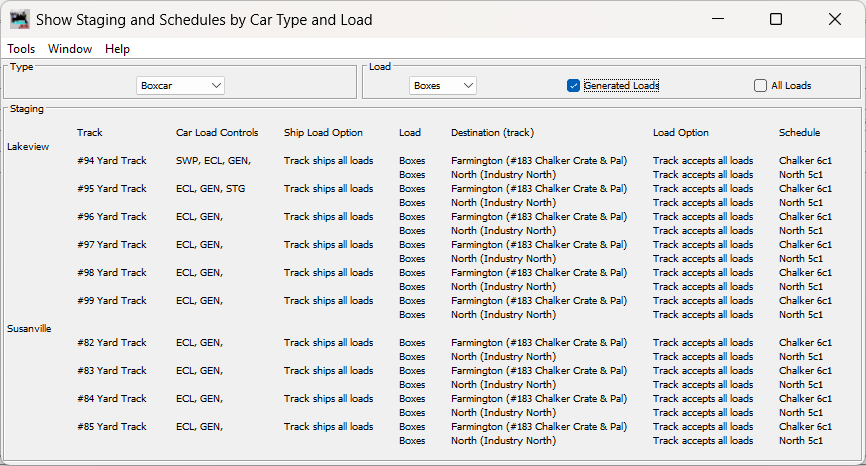 Show Staging and Schedules by Car Type and Load
Tools Window Help
Type Load
Boxcar Boxes Generated Loads All Loads
Staging
Track Car Load Controls Ship Load Option Load Destination (track) Load Option Schedule
Lakeview
#94 Yard Track SWP, ECL, GEN, Track ships all loads Boxes Farmington (#183 Chalker Crate & Pal) Track accepts all loads Chalker 6c1
Boxes North (Industry North) Track accepts all loads North 5c1
#95 Yard Track ECL, GEN, STG Track ships all loads Boxes Farmington (#183 Chalker Crate & Pal) Track accepts all loads Chalker 6c1
Boxes North (Industry North) Track accepts all loads North 5c1
#96 Yard Track ECL, GEN, Track ships all loads Boxes Farmington (#183 Chalker Crate & Pal) Track accepts all loads Chalker 6c1
Boxes North (Industry North) Track accepts all loads North 5c1
#97 Yard Track ECL, GEN, Track ships all loads Boxes Farmington (#183 Chalker Crate & Pal) Track accepts all loads Chalker 6c1
Boxes North (Industry North) Track accepts all loads North 5c1
#98 Yard Track ECL, GEN, Track ships all loads Boxes Farmington (#183 Chalker Crate & Pal) Track accepts all loads Chalker 6c1
Boxes North (Industry North) Track accepts all loads North 5c1
#99 Yard Track ECL, GEN, Track ships all loads Boxes Farmington (#183 Chalker Crate & Pal) Track accepts all loads Chalker 6c1
Boxes North (Industry North) Track accepts all loads North 5c1
Susanville
#82 Yard Track ECL, GEN, Track ships all loads Boxes Farmington (#183 Chalker Crate & Pal) Track accepts all loads Chalker 6c1
Boxes North (Industry North) Track accepts all loads North 5c1
#83 Yard Track ECL, GEN, Track ships all loads Boxes Farmington (#183 Chalker Crate & Pal) Track accepts all loads Chalker 6c1
Boxes North (Industry North) Track accepts all loads North 5c1
#84 Yard Track ECL, GEN, Track ships all loads Boxes Farmington (#183 Chalker Crate & Pal) Track accepts all loads Chalker 6c1
Boxes North (Industry North) Track accepts all loads North 5c1
#85 Yard Track ECL, GEN, Track ships all loads Boxes Farmington (#183 Chalker Crate & Pal) Track accepts all loads Chalker 6c1
Boxes North (Industry North) Track accepts all loads North 5c1